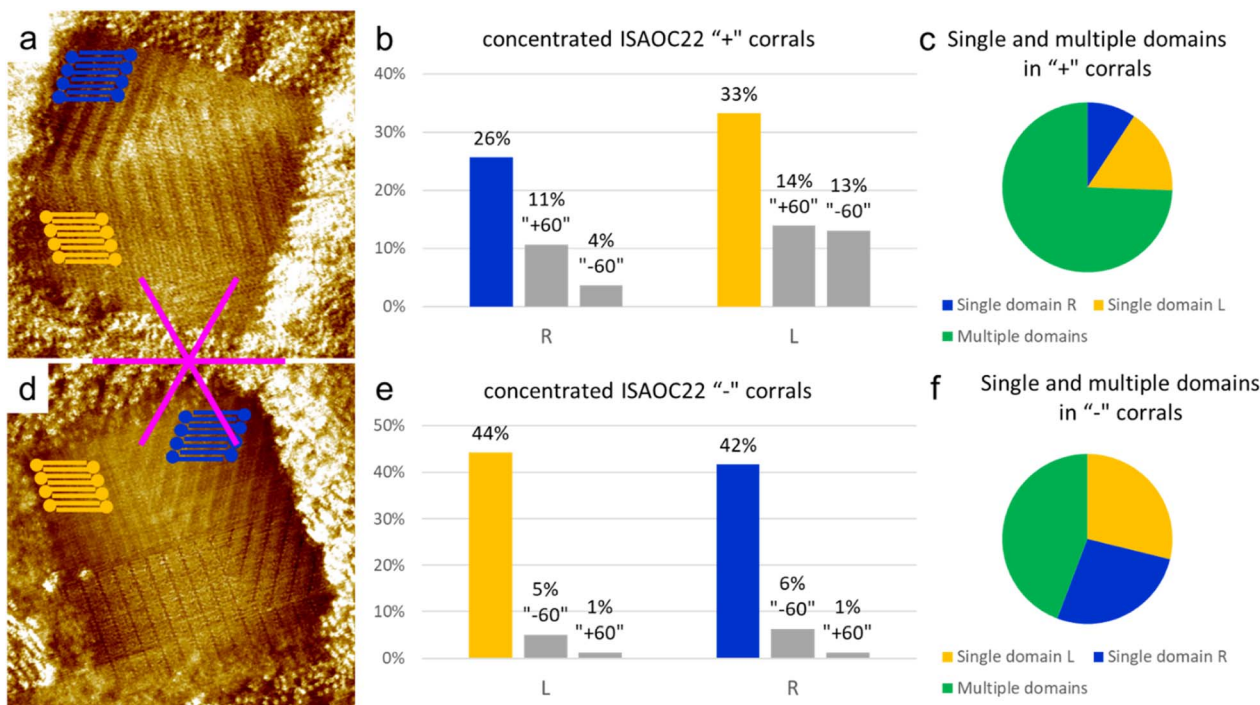 a
b
concentrated ISAOC22 “+" corrals
40%
30%
20%
10%
0%
26%
11%
"+60"
4%
"-60"
33%
14%
"+60"
13%
"-60"
R
L
c
Single and multiple domains
in “+" corrals
Single domain R
Single domain L
Multiple domains
d
e
concentrated ISAOC22 “-" corrals
50%
40%
30%
20%
10%
0%
44%
5%
"-60"
1%
"+60"
42%
6%
"-60"
1%
"+60"
L
R
f
Single and multiple domains
in “-" corrals
Single domain L
Single domain R
Multiple domains